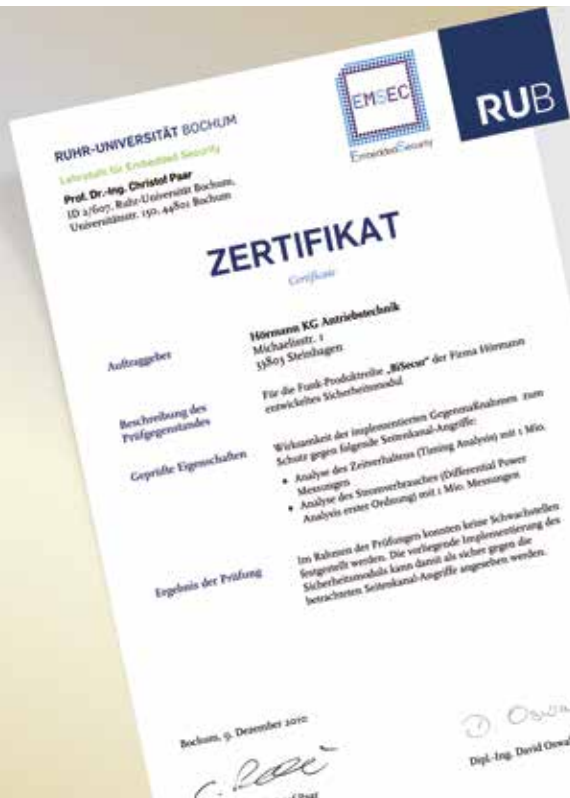 RUHR-UNIVERSITÄT BOCHUM
Lehrstuhl für Embedded Security
Prof. Dr.-Ing. Christof Paar
ID 2/607, Ruhr-Universität Bochum,
Universitätsstr. 150, 44801 Bochum
EMSEC
EmbeddedSecurity
RUB
ZERTIFIKAT
Certificate
Auftraggeber
Hörmann KG Antriebstechnik
Michaelisstr. 1
33803 Steinhagen
Beschreibung des
Prüfgegenstandes
Für die Funk-Produktreihe „BiSecur" der Firma Hörmann
entwickeltes Sicherheitsmodul
Geprüfte Eigenschaften
Wirksamkeit der implementierten Gegenmaßnahmen zum
Schutz gegen folgende Seitenkanal-Angriffe:
• Analyse des Zeitverhaltens (Timing Analysis) mit 1 Mio.
Messungen
• Analyse des Stromverbrauches (Differential Power
Analysis erster Ordnung) mit 1 Mio. Messungen
Ergebnis der Prüfung
Im Rahmen der Prüfungen konnten keine Schwachstellen
festgestellt werden. Die vorliegende Implementierung des
Sicherheitsmoduls kann damit als sicher gegen die
betrachteten Seitenkanal-Angriffe angesehen werden.
Bochum, 9. Dezember 2010
C. Paar
Paar
D. Oswa
Dipl.-Ing. David Oswal